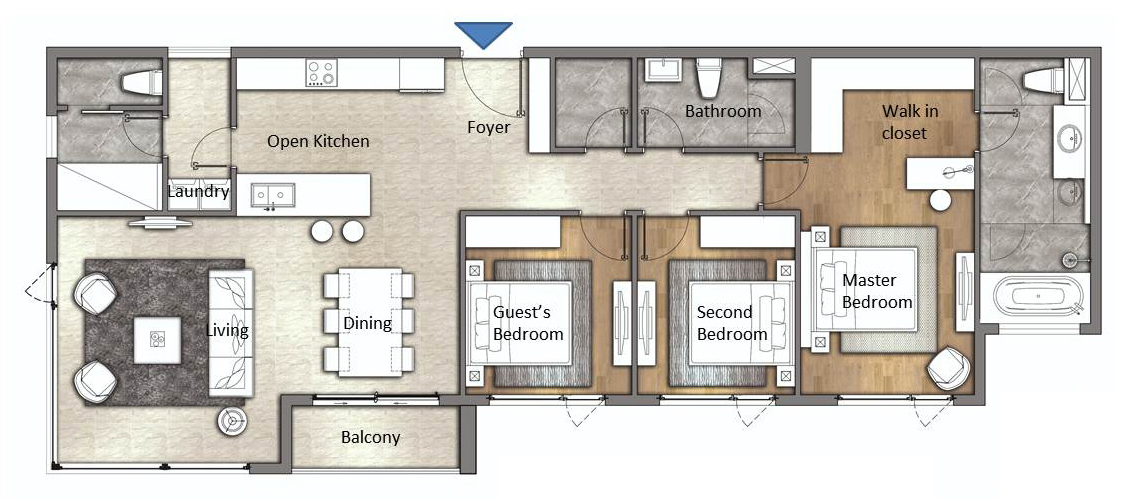 Bathroom
Walk in
closet
Foyer
Open Kitchen
Laundry
Master
Bedroom
Guest's
Bedroom
Second
Bedroom
Living
Dining
Balcony